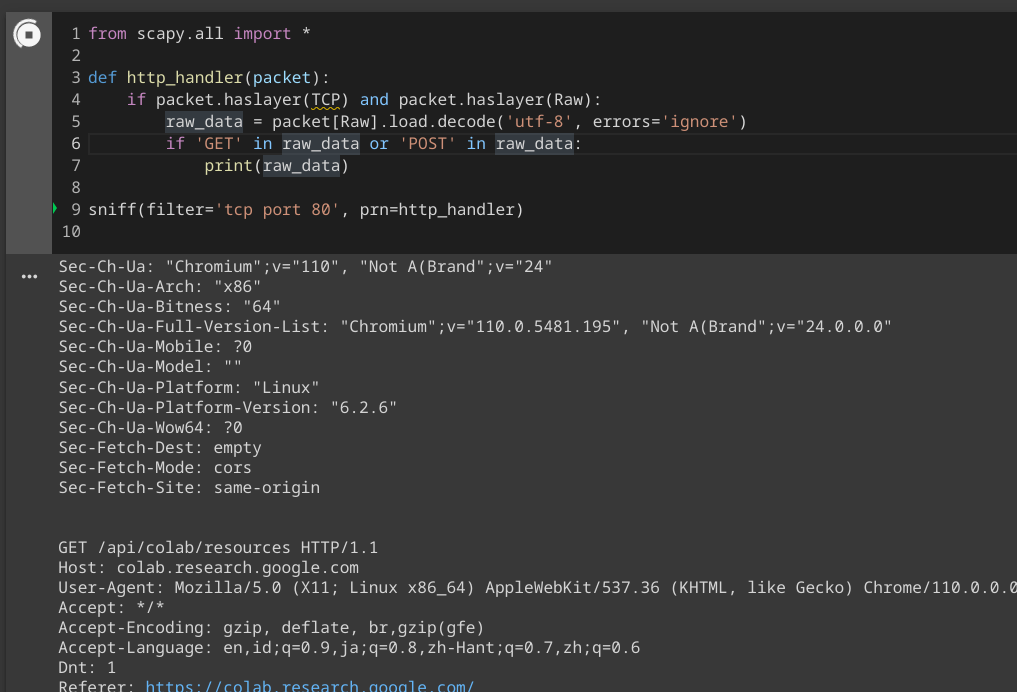 1 from scapy.all import *
2
3 def http_handler(packet):
4     if packet.haslayer(TCP) and packet.haslayer(Raw):
5         raw_data = packet[Raw].load.decode('utf-8', errors='ignore')
6         if 'GET' in raw_data or 'POST' in raw_data:
7             print(raw_data)
8
9 sniff(filter='tcp port 80', prn=http_handler)
10
Sec-Ch-Ua: "Chromium";v="110", "Not A(Brand";v="24"
Sec-Ch-Ua-Arch: "x86"
Sec-Ch-Ua-Bitness: "64"
Sec-Ch-Ua-Full-Version-List: "Chromium";v="110.0.5481.195", "Not A(Brand";v="24.0.0.0"
Sec-Ch-Ua-Mobile: ?0
Sec-Ch-Ua-Model: ""
Sec-Ch-Ua-Platform: "Linux"
Sec-Ch-Ua-Platform-Version: "6.2.6"
Sec-Ch-Ua-Wow64: ?0
Sec-Fetch-Dest: empty
Sec-Fetch-Mode: cors
Sec-Fetch-Site: same-origin
GET /api/colab/resources HTTP/1.1
Host: colab.research.google.com
User-Agent: Mozilla/5.0 (X11; Linux x86_64) AppleWebKit/537.36 (KHTML, like Gecko) Chrome/110.0.0.0
Accept: */*
Accept-Encoding: gzip, deflate, br,gzip(gfe)
Accept-Language: en,id;q=0.9,ja;q=0.8,zh-Hant;q=0.7,zh;q=0.6
Dnt: 1
Referer: https://colab.research.google.com/